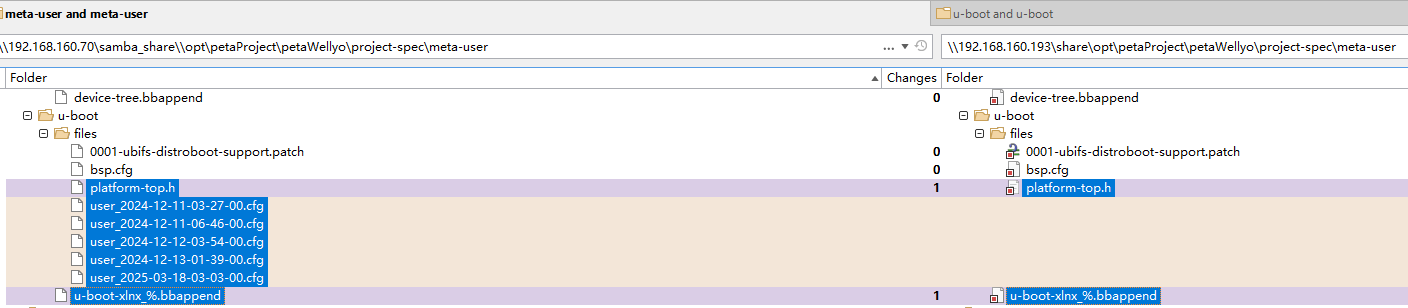 meta-user and meta-user
u-boot and u-boot
\\192.168.160.70\samba_share\\opt\petaProject\petaWellyo\project-spec\meta-user
\\192.168.160.193\share\opt\petaProject\petaWellyo\project-spec\meta-user
Folder Changes Folder
device-tree.bbappend 0 device-tree.bbappend
u-boot u-boot
files files
0001-ubifs-distroboot-support.patch 0 0001-ubifs-distroboot-support.patch
bsp.cfg 0 bsp.cfg
platform-top.h 1 platform-top.h
user_2024-12-11-03-27-00.cfg
user_2024-12-11-06-46-00.cfg
user_2024-12-12-03-54-00.cfg
user_2024-12-13-01-39-00.cfg
user_2025-03-18-03-03-00.cfg
u-boot-xlnx_%.bbappend 1 u-boot-xlnx_%.bbappend